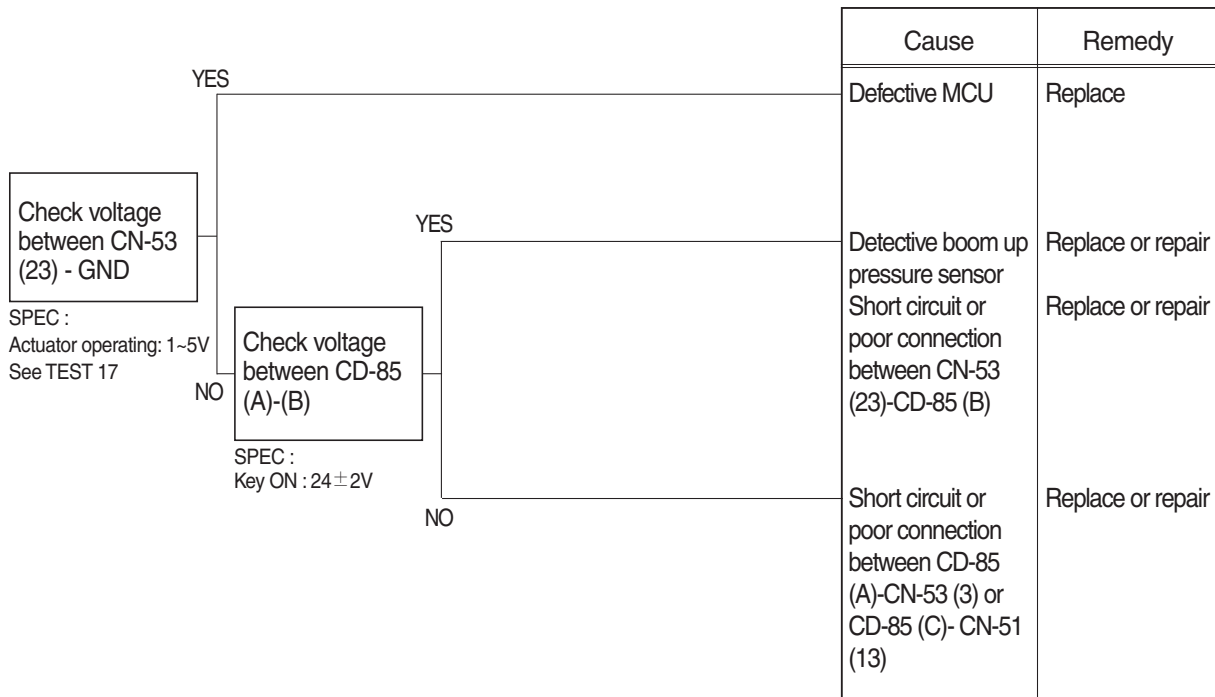 Cause Remedy
YES
Defective MCU Replace
Check voltage
between CN-53
(23) - GND
SPEC :
Actuator operating: 1~5V
See TEST 17
NO
YES
Check voltage
between CD-85
(A)-(B)
SPEC :
Key ON : 24±2V
NO
Detective boom up Replace or repair
pressure sensor
Short circuit or Replace or repair
poor connection
between CN-53
(23)-CD-85 (B)
Short circuit or Replace or repair
poor connection
between CD-85
(A)-CN-53 (3) or
CD-85 (C)- CN-51
(13)